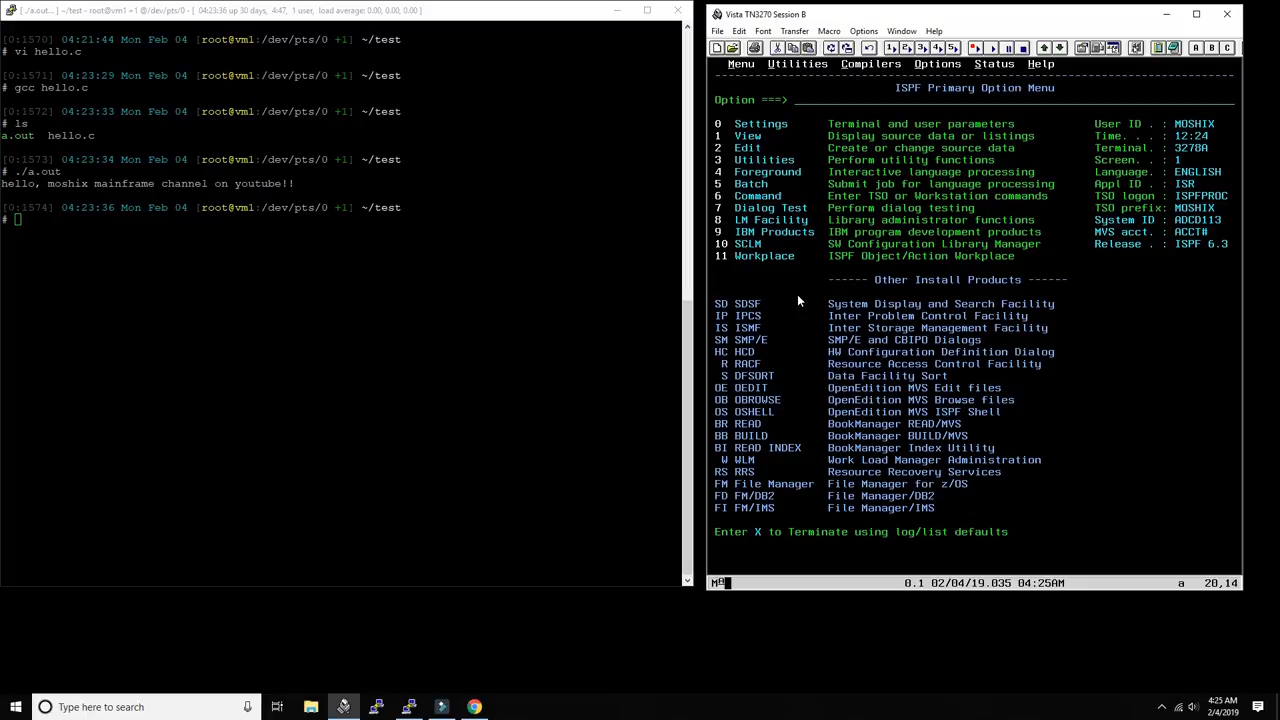 [ ./a.out... ] ~/test - root@vm1 +1 @/dev/pts/0 - [ 04:23:36 up 30 days, 4:47, 1 user, load average: 0.00, 0.00, 0.00 ]
[0:1570] 04:21:44 Mon Feb 04 [root@vm1:/dev/pts/0 +1] ~/test
# vi hello.c
[0:1571] 04:23:29 Mon Feb 04 [root@vm1:/dev/pts/0 +1] ~/test
# gcc hello.c
[0:1572] 04:23:33 Mon Feb 04 [root@vm1:/dev/pts/0 +1] ~/test
# ls
a.out hello.c
[0:1573] 04:23:34 Mon Feb 04 [root@vm1:/dev/pts/0 +1] ~/test
# ./a.out
hello, moshix mainframe channel on youtube!!
[0:1574] 04:23:36 Mon Feb 04 [root@vm1:/dev/pts/0 +1] ~/test
#
Vista TN3270 Session B
File Edit Font Transfer Macro Options Window Help
1 2 3 4 5 A B C
Menu Utilities Compilers Options Status Help
ISPF Primary Option Menu
Option ===>
0 Settings Terminal and user parameters User ID . : MOSHIX
1 View Display source data or listings Time. . . : 12:24
2 Edit Create or change source data Terminal. : 3278A
3 Utilities Perform utility functions Screen. . : 1
4 Foreground Interactive language processing Language. : ENGLISH
5 Batch Submit job for language processing Appl ID . : ISR
6 Command Enter TSO or Workstation commands TSO logon : ISPFPROC
7 Dialog Test Perform dialog testing TSO prefix: MOSHIX
8 LM Facility Library administrator functions System ID : ADCD113
9 IBM Products IBM program development products MVS acct. : ACCT#
10 SCLM SW Configuration Library Manager Release . : ISPF 6.3
11 Workplace ISPF Object/Action Workplace
------ Other Install Products ------
SD SDSF System Display and Search Facility
IP IPCS Inter Problem Control Facility
IS ISMF Inter Storage Management Facility
SM SMP/E SMP/E and CBIPO Dialogs
HC HCD HW Configuration Definition Dialog
R RACF Resource Access Control Facility
S DFSORT Data Facility Sort
OE OEDIT OpenEdition MVS Edit files
OB OBROWSE OpenEdition MVS Browse files
OS OSHELL OpenEdition MVS ISPF Shell
BR READ BookManager READ/MVS
BB BUILD BookManager BUILD/MVS
BI READ INDEX BookManager Index Utility
W WLM Work Load Manager Administration
RS RRS Resource Recovery Services
FM File Manager File Manager for z/OS
FD FM/DB2 File Manager/DB2
FI FM/IMS File Manager/IMS
Enter X to Terminate using log/list defaults
0.1 02/04/19.035 04:25AM a 20,14
Type here to search
4:25 AM
2/4/2019